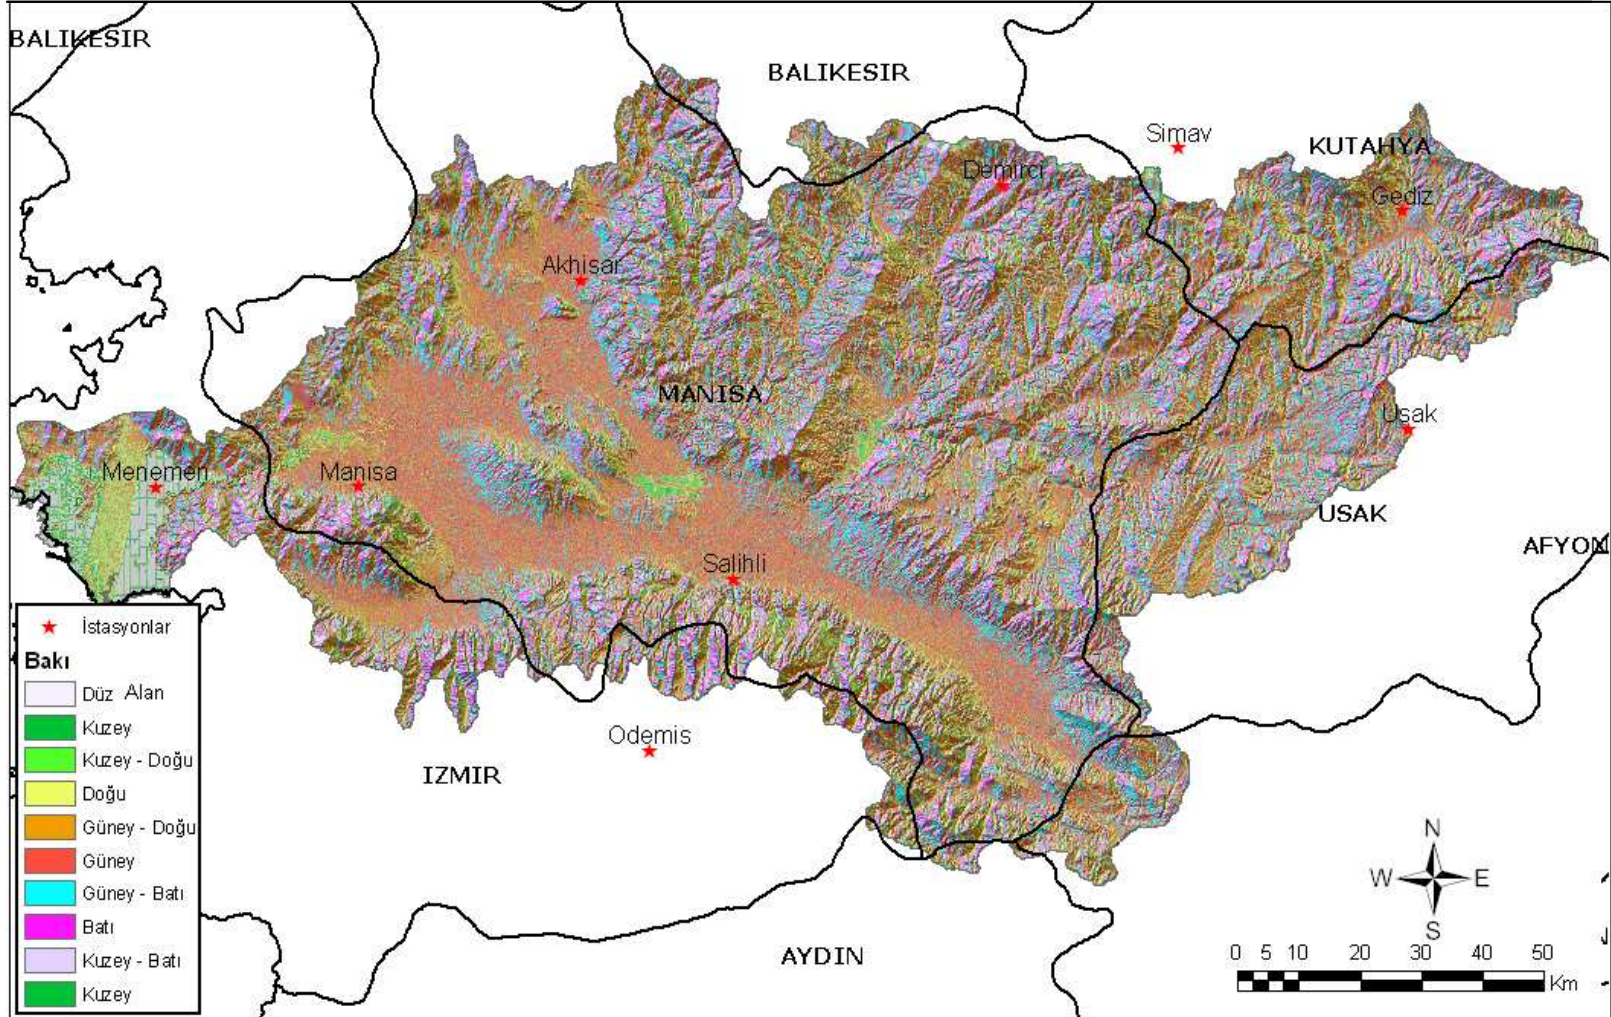 BALIKESIR
BALIKESIR
Simav
KUTAHYA
Demirci
Gediz
Akhisar
MANISA
Usak
Menemen
Manisa
USAK
AFYON
Salihli
Odemis
IZMIR
AYDIN
İstasyonlar
Bakı
Düz Alan
Kuzey
Kuzey - Doğu
Doğu
Güney - Doğu
Güney
Güney - Batı
Batı
Kuzey - Batı
Kuzey
N
W E
S
0 5 10 20 30 40 50
Km